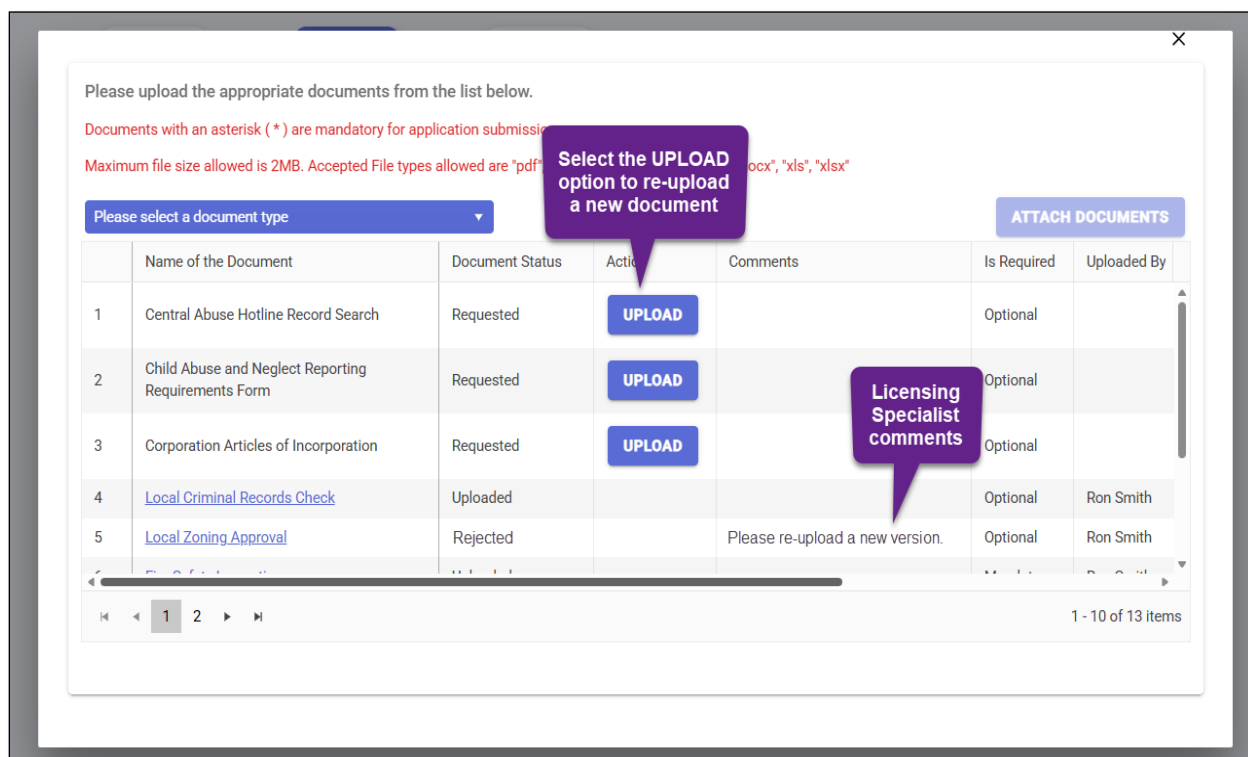 Please upload the appropriate documents from the list below.
Documents with an asterisk ( * ) are mandatory for application
Maximum file size allowed is 2MB. Accepted File types allowed are "pdf", "xls", "xlsx"
Select the UPLOAD
option to re-upload
a new document
Please select a document type
ATTACH DOCUMENTS
Name of the Document Document Status Comments Is Required Uploaded By
1 Central Abuse Hotline Record Search Requested UPLOAD Optional
2 Child Abuse and Neglect Reporting
Requirements Form Requested UPLOAD Optional
Licensing
Specialist
comments
3 Corporation Articles of Incorporation Requested UPLOAD Optional
4 Local Criminal Records Check Uploaded Optional Ron Smith
5 Local Zoning Approval Rejected Please re-upload a new version. Optional Ron Smith
1 2 1 - 10 of 13 items